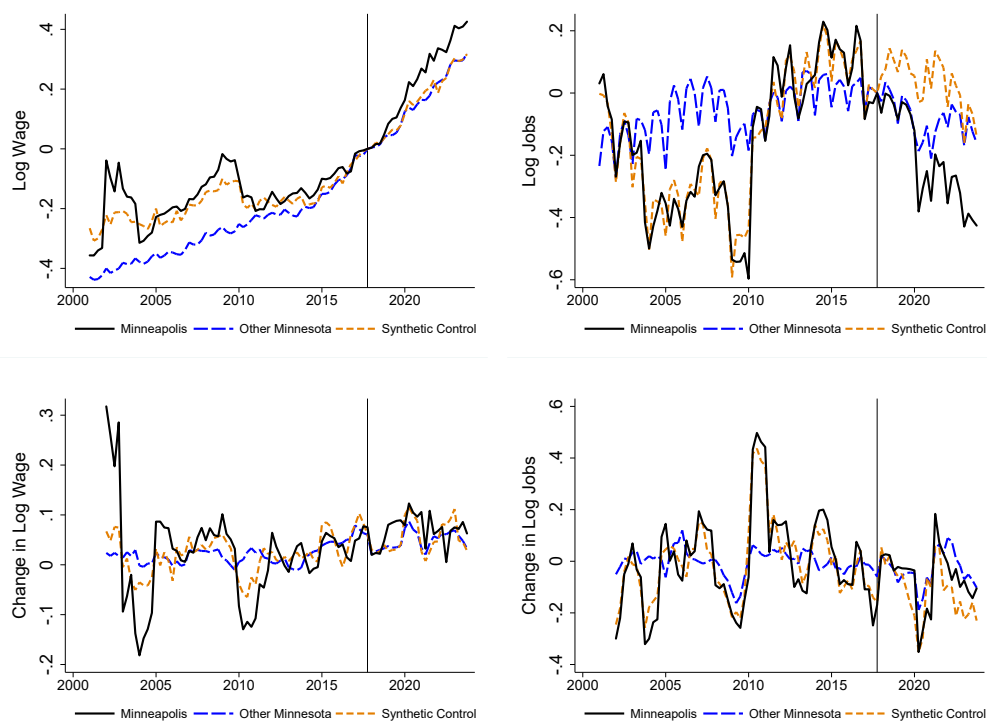 Log Wage
.4
.2
0
-.2
-.4
2000 2005 2010 2015 2020
Minneapolis Other Minnesota Synthetic Control
Log Jobs
.2
0
-.2
-.4
-.6
2000 2005 2010 2015 2020
Minneapolis Other Minnesota Synthetic Control
Change in Log Wage
.3
.2
.1
0
-.1
-.2
2000 2005 2010 2015 2020
Minneapolis Other Minnesota Synthetic Control
Change in Log Jobs
.6
.4
.2
0
-.2
-.4
2000 2005 2010 2015 2020
Minneapolis Other Minnesota Synthetic Control